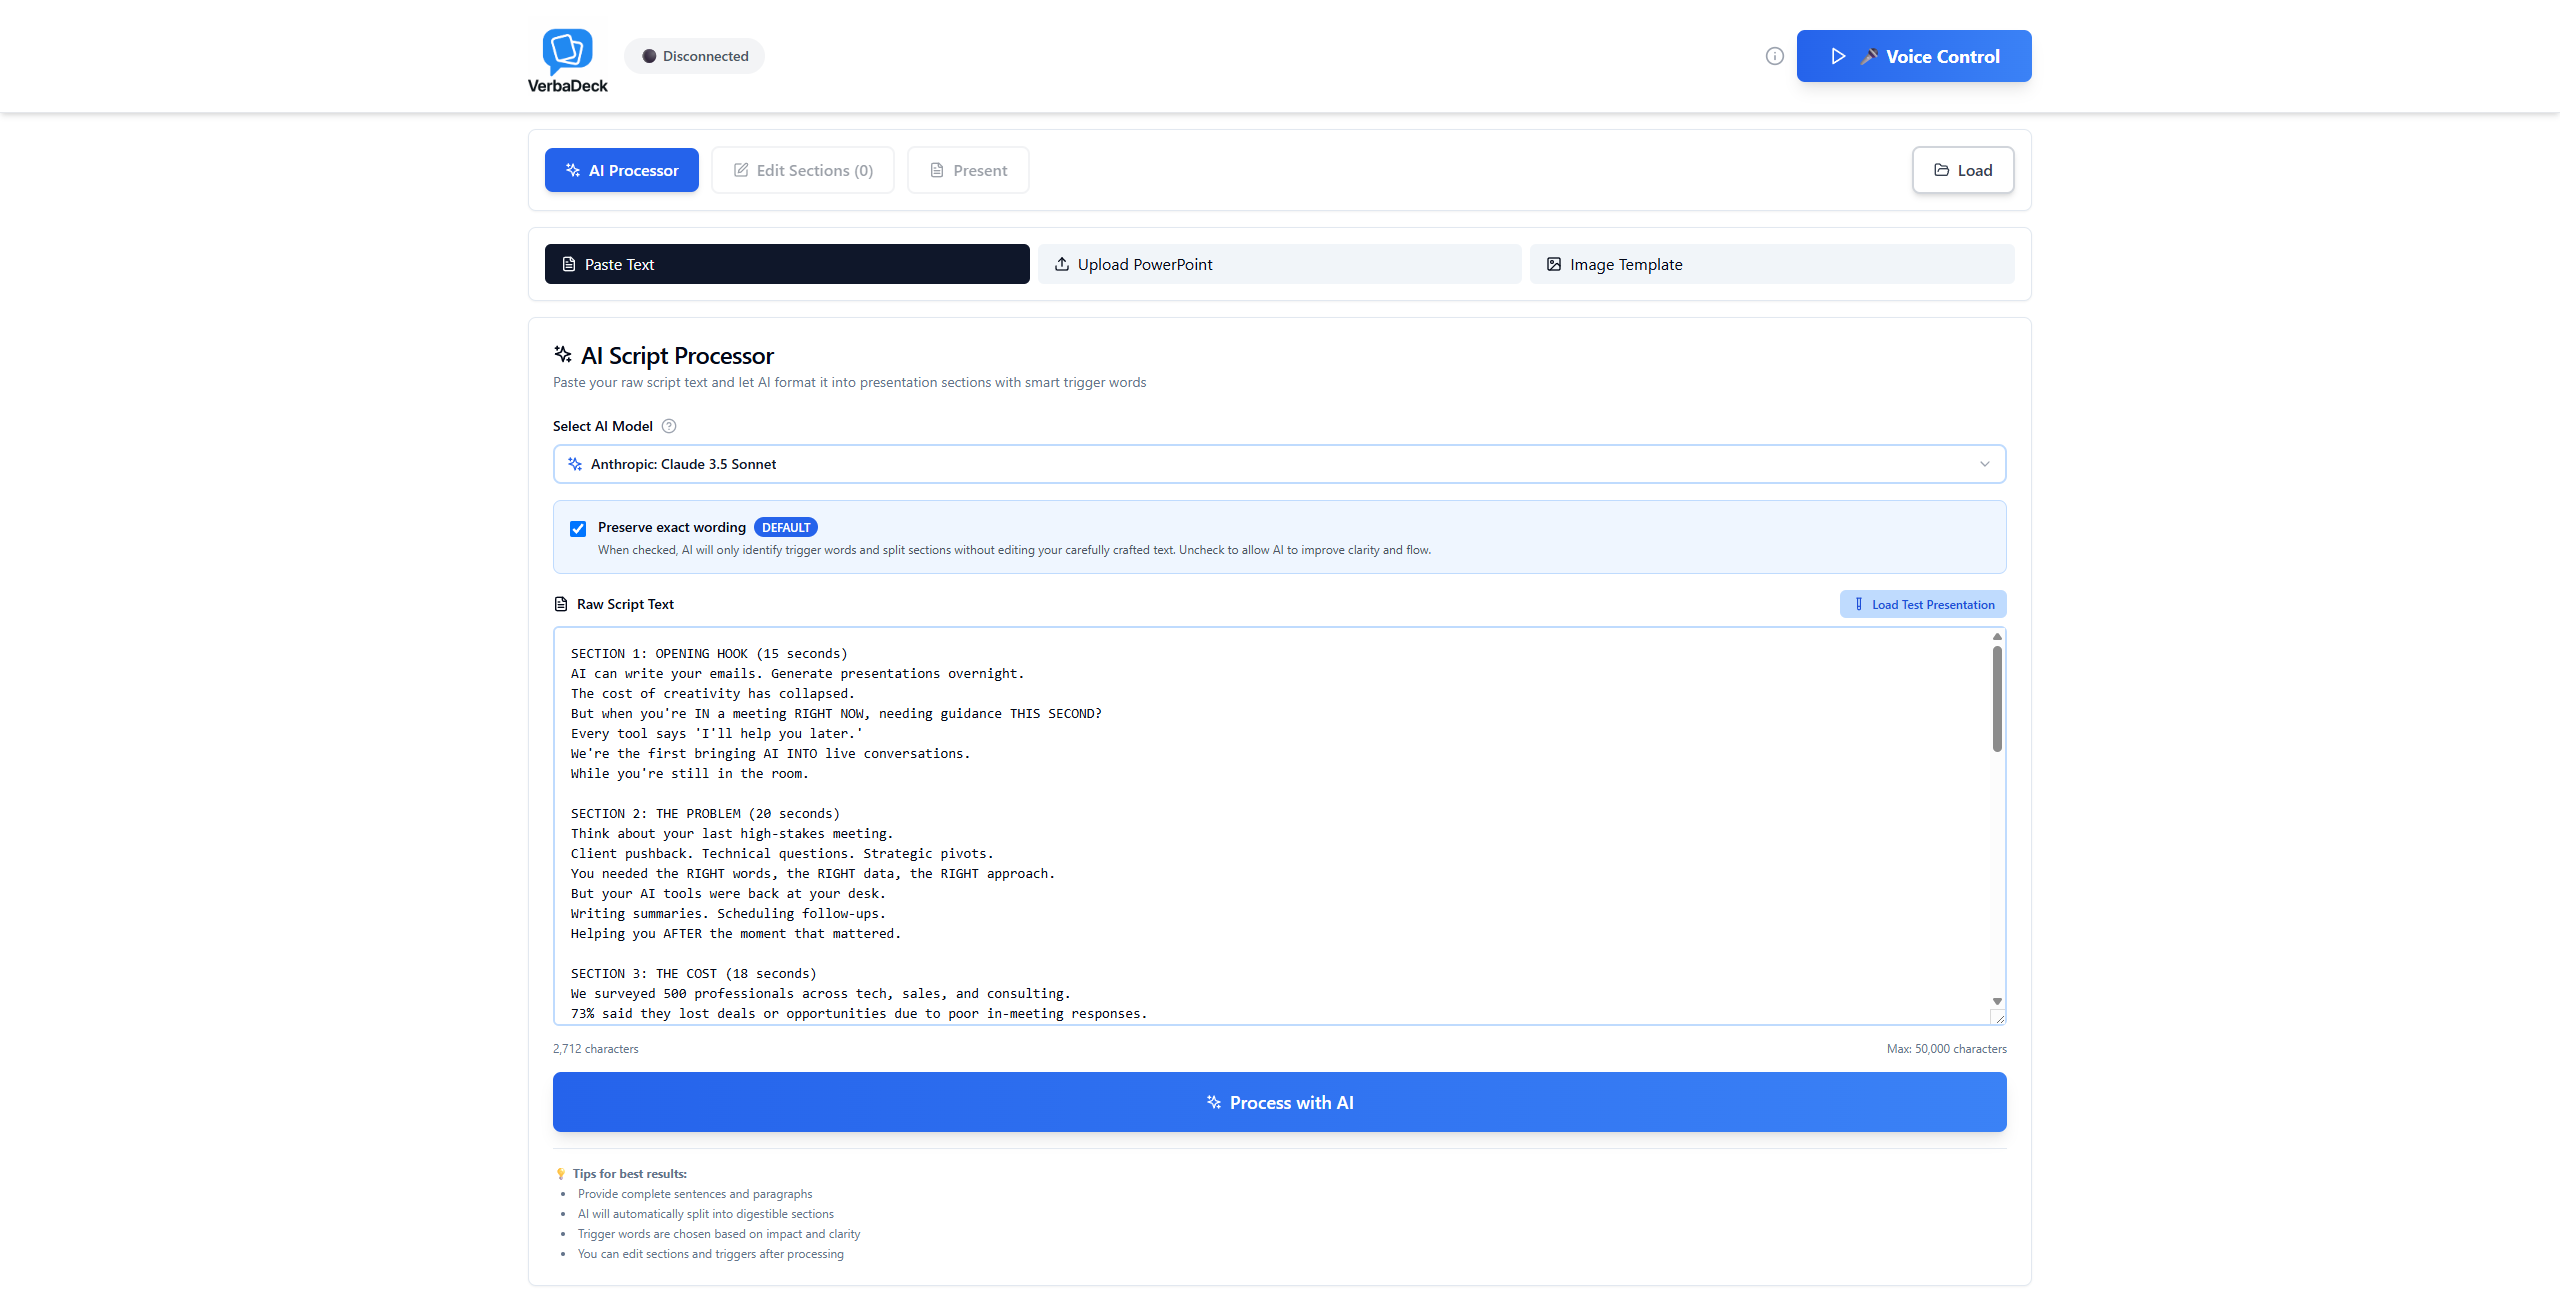 VerbaDeck
Disconnected
Voice Control
AI Processor
Edit Sections (0)
Present
Load
Paste Text
Upload PowerPoint
Image Template
AI Script Processor
Paste your raw script text and let AI format it into presentation sections with smart trigger words
Select AI Model
Anthropic: Claude 3.5 Sonnet
Preserve exact wording DEFAULT
When checked, AI will only identify trigger words and split sections without editing your carefully crafted text. Uncheck to allow AI to improve clarity and flow.
Raw Script Text
Load Test Presentation
SECTION 1: OPENING HOOK (15 seconds)
AI can write your emails. Generate presentations overnight.
The cost of creativity has collapsed.
But when you're IN a meeting RIGHT NOW, needing guidance THIS SECOND?
Every tool says 'I'll help you later.'
We're the first bringing AI INTO live conversations.
While you're still in the room.
SECTION 2: THE PROBLEM (20 seconds)
Think about your last high-stakes meeting.
Client pushback. Technical questions. Strategic pivots.
You needed the RIGHT words, the RIGHT data, the RIGHT approach.
But your AI tools were back at your desk.
Writing summaries. Scheduling follow-ups.
Helping you AFTER the moment that mattered.
SECTION 3: THE COST (18 seconds)
We surveyed 500 professionals across tech, sales, and consulting.
73% said they lost deals or opportunities due to poor in-meeting responses.
2,712 characters
Max: 50,000 characters
Process with AI
Tips for best results:
• Provide complete sentences and paragraphs
• AI will automatically split into digestible sections
• Trigger words are chosen based on impact and clarity
• You can edit sections and triggers after processing